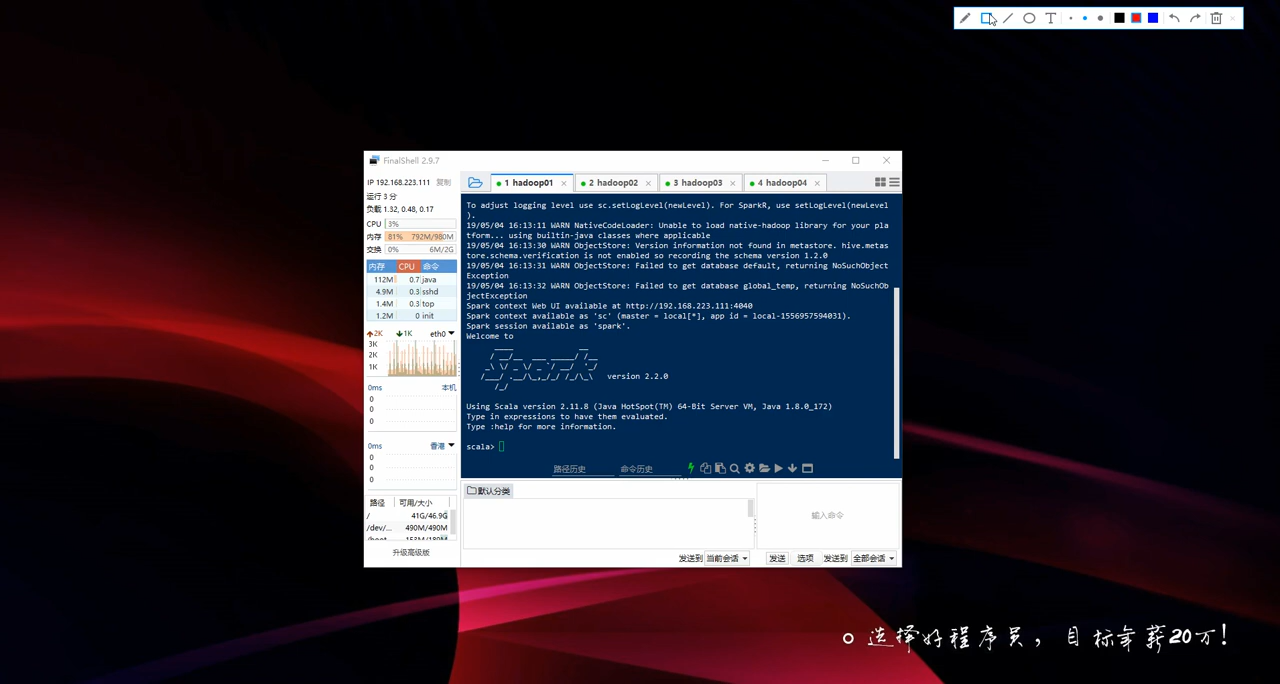 FinalShell 2.9.7
IP 192.168.223.111 复制
运行 3 分
负载 1.32, 0.48, 0.17
CPU 3%
内存 81% 792M/980M
交换 0% 6M/2G
内存 CPU 命令
112M 0.7 java
4.9M 0.3 sshd
1.4M 0.3 top
1.2M 0 init
2K 1K eth0
3K
2K
1K
0ms 本机
0
0
0
0ms 香港
0
0
0
路径 可用/大小
/ 41G/46.9G
/dev/... 490M/490M
/boot 153M/189M
升级高级版
1 hadoop01
2 hadoop02
3 hadoop03
4 hadoop04
To adjust logging level use sc.setLogLevel(newLevel). For SparkR, use setLogLevel(newLevel
).
19/05/04 16:13:11 WARN NativeCodeLoader: Unable to load native-hadoop library for your pla
tform... using builtin-java classes where applicable
19/05/04 16:13:30 WARN ObjectStore: Version information not found in metastore. hive.metas
tore.schema.verification is not enabled so recording the schema version 1.2.0
19/05/04 16:13:31 WARN ObjectStore: Failed to get database default, returning NoSuchObject
Exception
19/05/04 16:13:32 WARN ObjectStore: Failed to get database global_temp, returning NoSuchOb
jectException
Spark context Web UI available at http://192.168.223.111:4040
Spark context available as 'sc' (master = local[*], app id = local-1556957594031).
Spark session available as 'spark'.
Welcome to
version 2.2.0
Using Scala version 2.11.8 (Java HotSpot(TM) 64-Bit Server VM, Java 1.8.0_172)
Type in expressions to have them evaluated.
Type :help for more information.
scala>
路径历史 命令历史
默认分类
输入命令
发送到 当前会话 发送 选项 发送到 全部会话
选择好程序员，目标年薪20万！